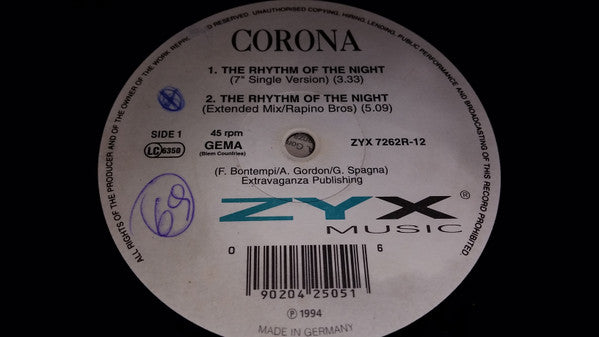 ALL RIGHTS OF THE PRODUCER AND OF THE OWNER OF THE WORK REPR D RESERVED. UNAUTHORISED COPYING, HIRING, LENDING, PUBLIC PERFORMANCE AND BROADCASTING OF THIS RECORD PROHIBITED.
CORONA
1. THE RHYTHM OF THE NIGHT
(7" Single Version) (3.33)
2. THE RHYTHM OF THE NIGHT
(Extended Mix/Rapino Bros) (5.09)
SIDE 1
45 rpm
LC 6350
GEMA
(Biem Countries)
ZYX 7262R-12
(F. Bontempi/A. Gordon/G. Spagna)
Extravaganza Publishing
69
ZYX ®
MUSIC
0 6
90204 25051
℗ 1994
MADE IN GERMANY